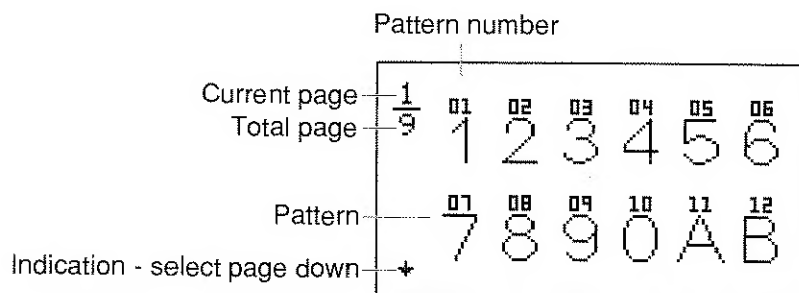 Pattern number
Current page 1
Total page 9
01 02 03 04 05 06
1 2 3 4 5 6
Pattern
07 08 09 10 11 12
7 8 9 0 A B
Indication - select page down